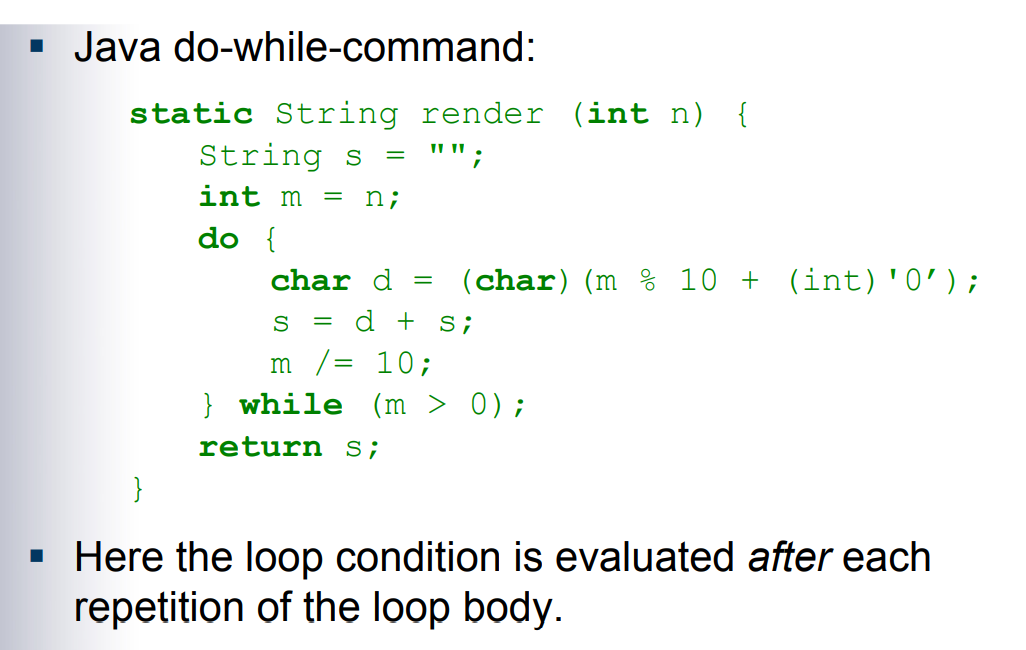 ▪ Java do-while-command:
static String render (int n) {
String s = "";
int m = n;
do {
char d = (char)(m % 10 + (int)'0’);
s = d + s;
m /= 10;
} while (m > 0);
return s;
}
▪ Here the loop condition is evaluated after each
repetition of the loop body.